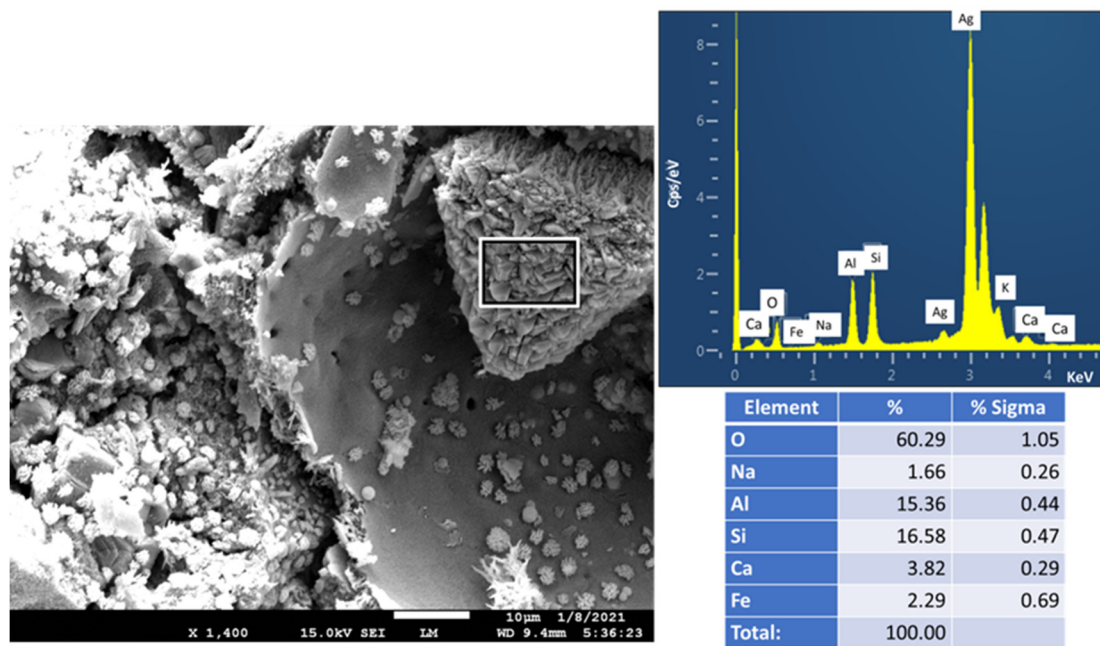 10µm 1/8/2021
X 1,400 15.0kV SEI LM WD 9.4mm 5:36:23
Cps/eV
8
6
4
2
0
Ag
Al
Si
O
Ca
Fe
Na
Ag
K
Ca
Ca
0 1 2 3 4 KeV
Element % % Sigma
O 60.29 1.05
Na 1.66 0.26
Al 15.36 0.44
Si 16.58 0.47
Ca 3.82 0.29
Fe 2.29 0.69
Total: 100.00